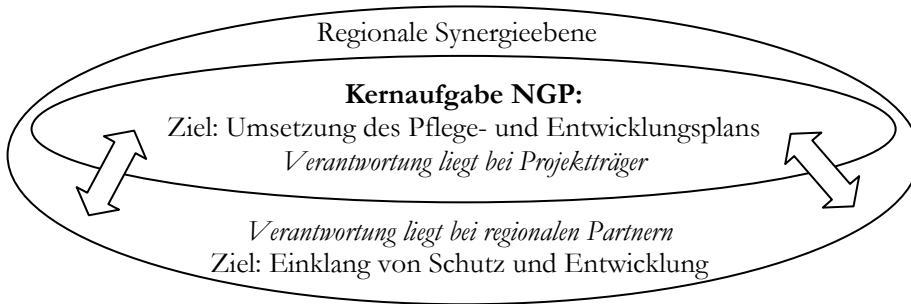 Regionale Synergieebene
Kernaufgabe NGP:
Ziel: Umsetzung des Pflege- und Entwicklungsplans
Verantwortung liegt bei Projektträger
Verantwortung liegt bei regionalen Partnern
Ziel: Einklang von Schutz und Entwicklung